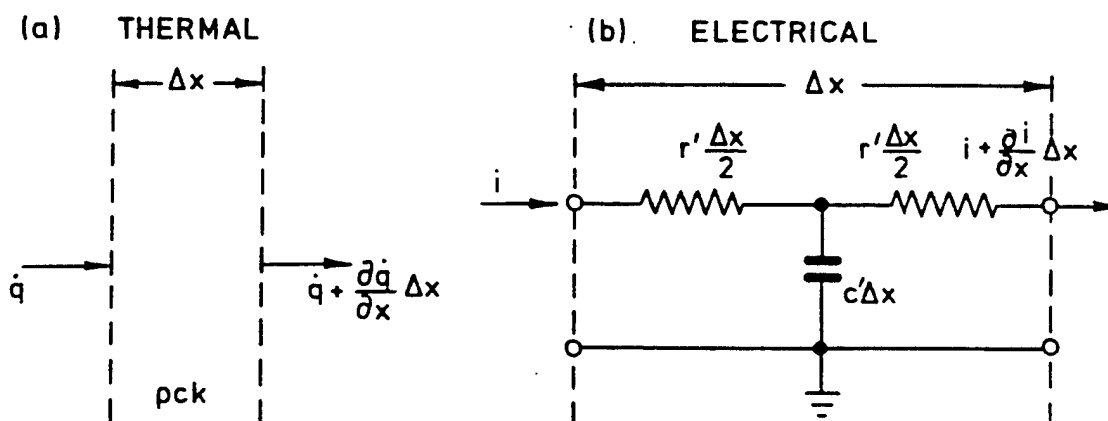 (a) THERMAL
Δx
q̇
q̇ + ∂q̇/∂x Δx
ρck
(b) ELECTRICAL
Δx
r′ Δx/2
r′ Δx/2
i + ∂i/∂x Δx
i
c′Δx